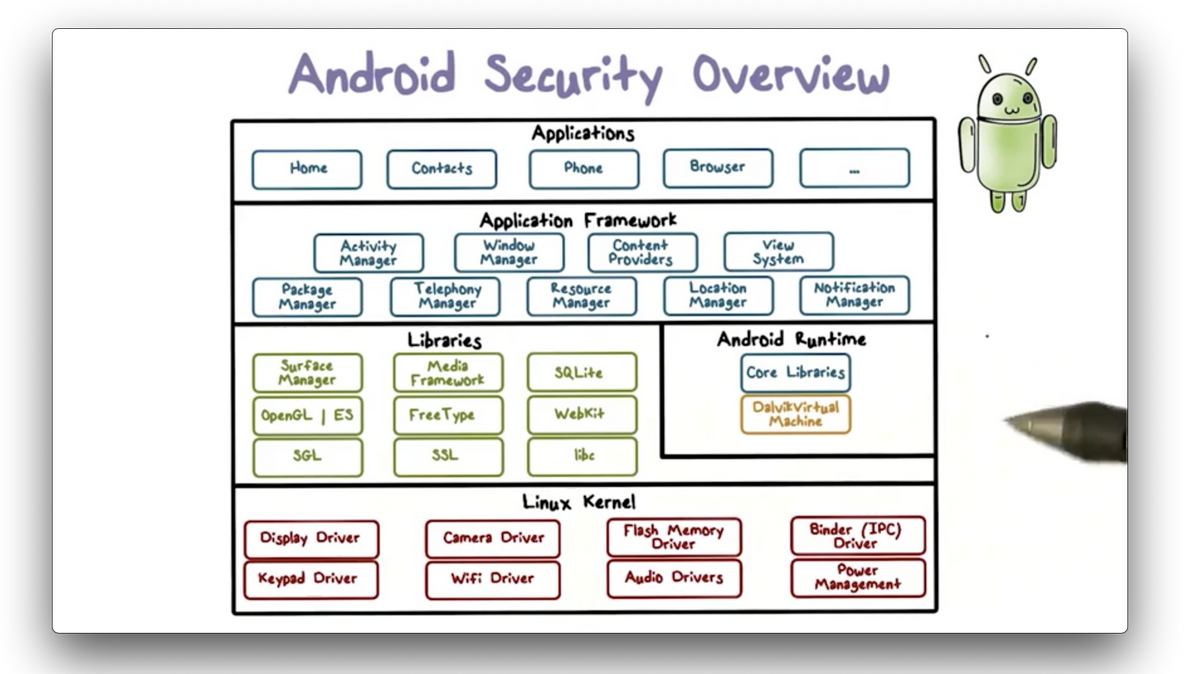 Android Security Overview
Applications
Home
Contacts
Phone
Browser
...
Application Framework
Activity
Manager
Window
Manager
Content
Providers
View
System
Package
Manager
Telephony
Manager
Resource
Manager
Location
Manager
Notification
Manager
Libraries
Surface
Manager
Media
Framework
SQLite
OpenGL | ES
FreeType
WebKit
SGL
SSL
libc
Android Runtime
Core Libraries
DalvikVirtual
Machine
Linux Kernel
Display Driver
Camera Driver
Flash Memory
Driver
Binder (IPC)
Driver
Keypad Driver
Wifi Driver
Audio Drivers
Power
Management